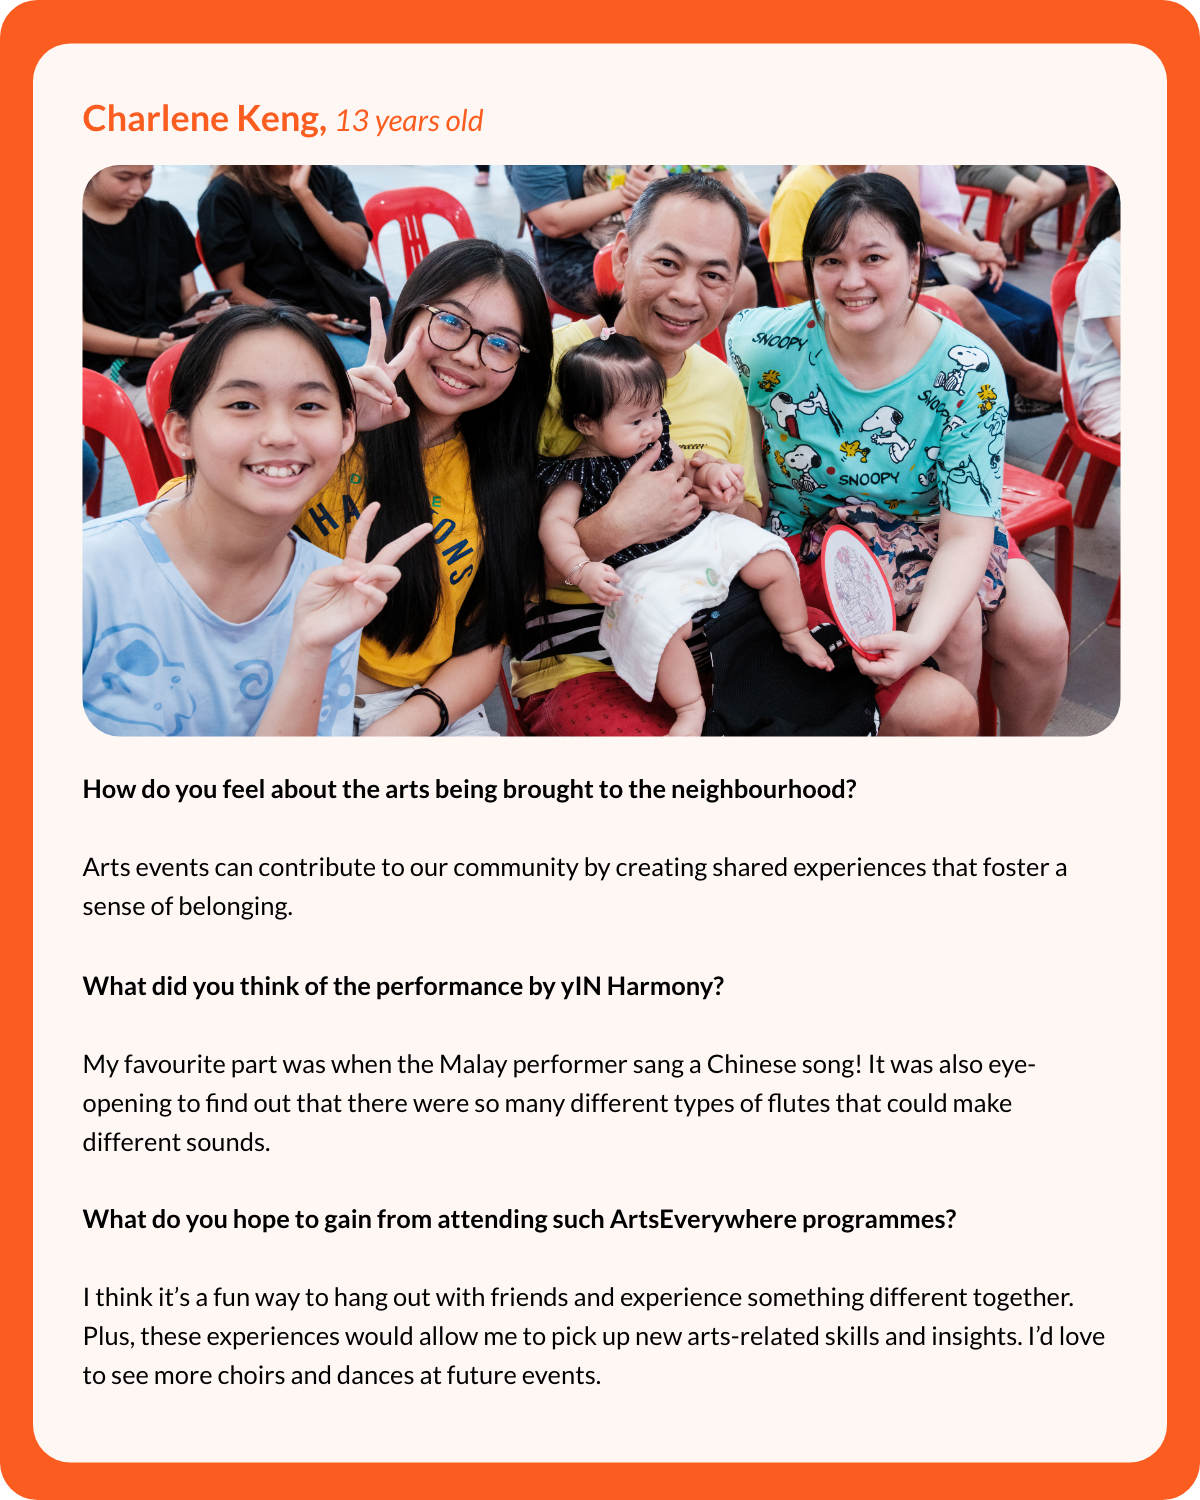 Charlene Keng, 13 years old
SNOOPY
SNOOPY
SNOOPY
How do you feel about the arts being brought to the neighbourhood?
Arts events can contribute to our community by creating shared experiences that foster a
sense of belonging.
What did you think of the performance by yIN Harmony?
My favourite part was when the Malay performer sang a Chinese song! It was also eye-
opening to find out that there were so many different types of flutes that could make
different sounds.
What do you hope to gain from attending such ArtsEverywhere programmes?
I think it’s a fun way to hang out with friends and experience something different together.
Plus, these experiences would allow me to pick up new arts-related skills and insights. I’d love
to see more choirs and dances at future events.